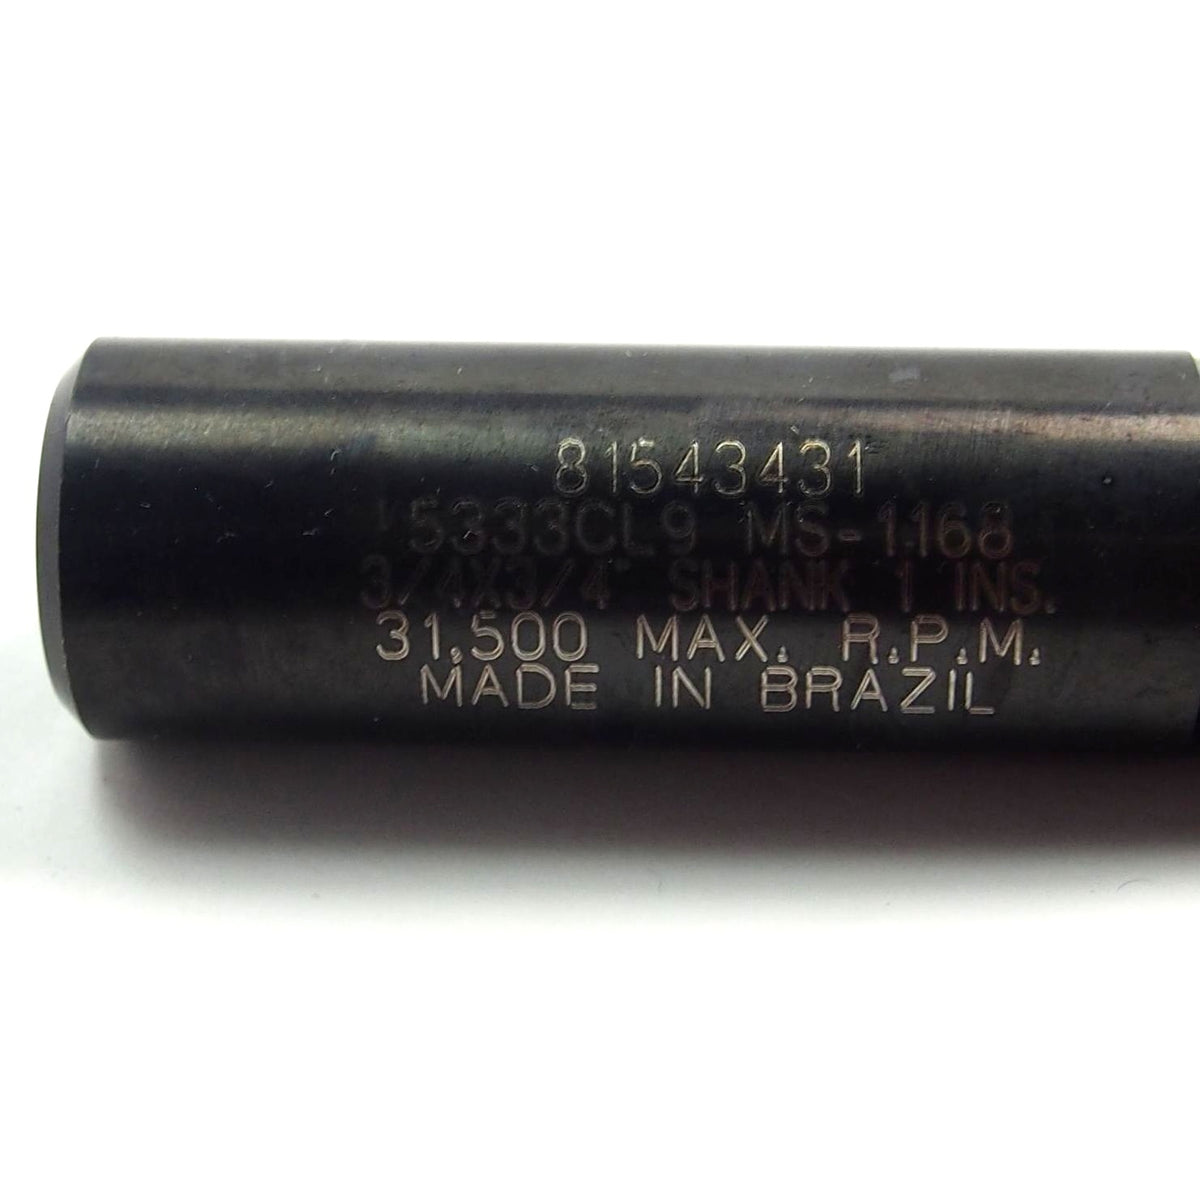 81543431
15333CL9 MS-1168
3/4X3/4" SHANK 1 INS.
31.500 MAX. R.P.M.
MADE IN BRAZIL